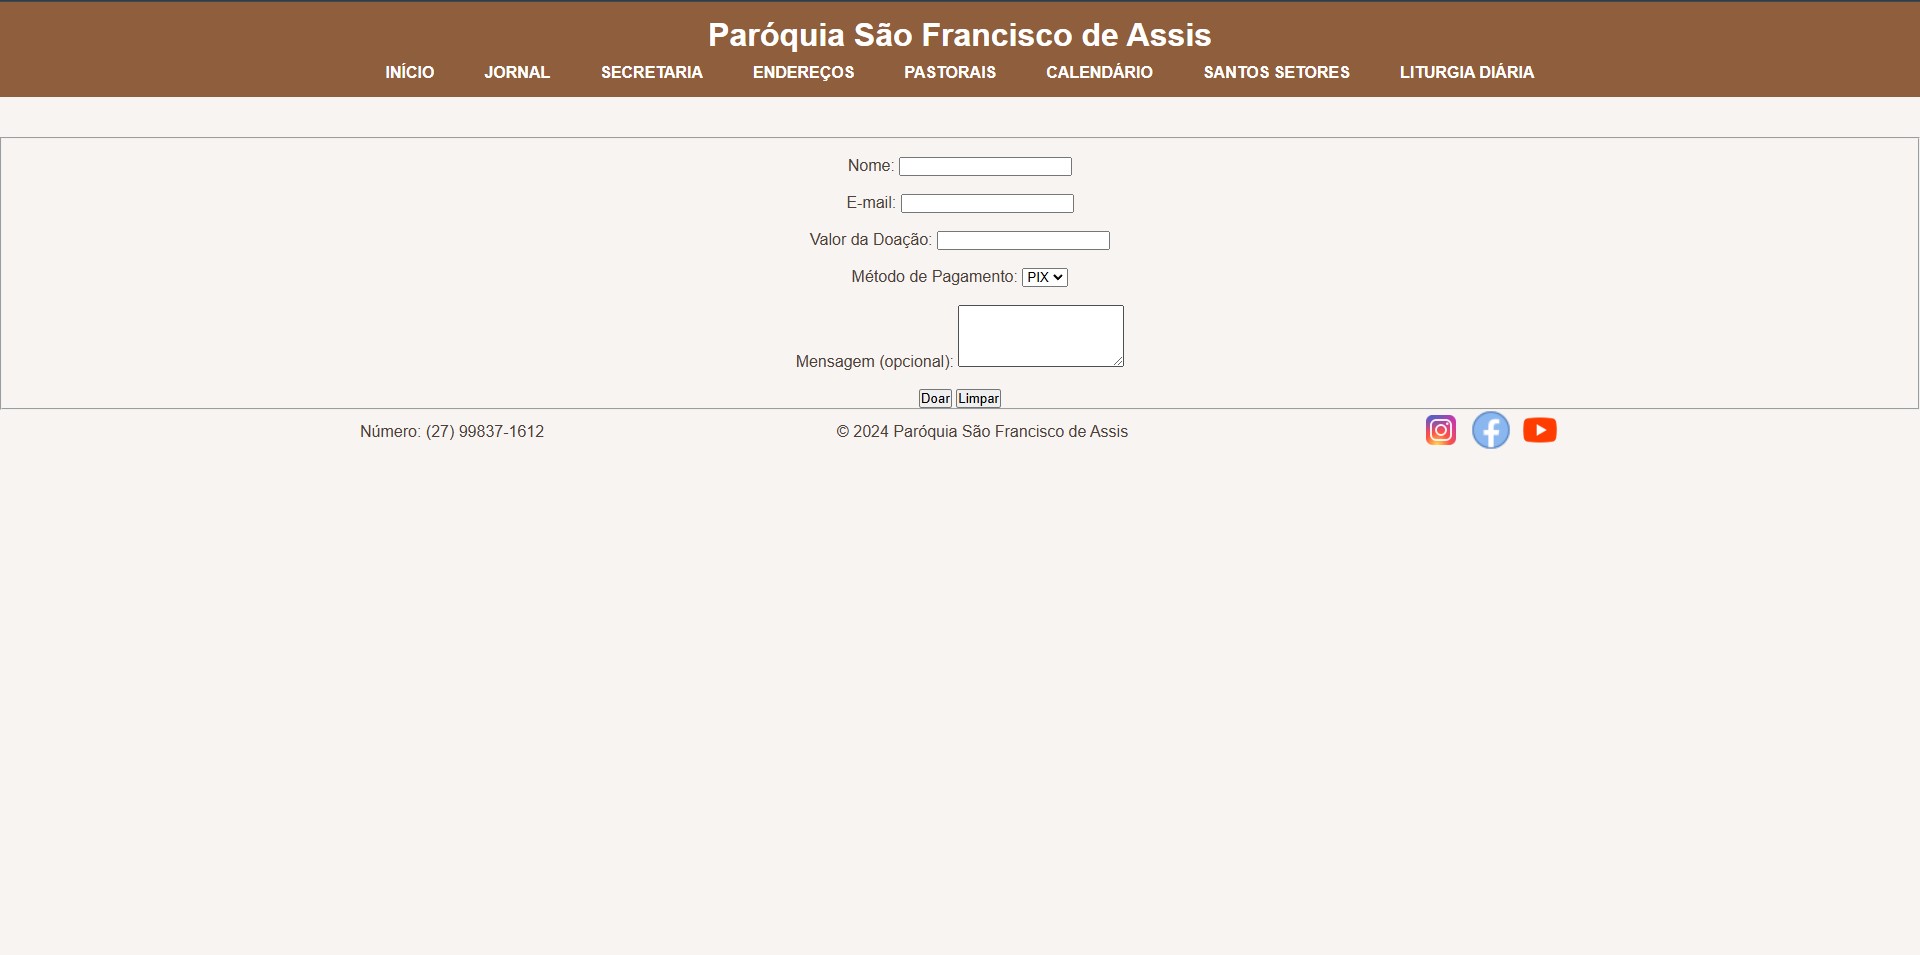 Paróquia São Francisco de Assis
INÍCIO JORNAL SECRETARIA ENDEREÇOS PASTORAIS CALENDÁRIO SANTOS SETORES LITURGIA DIÁRIA
Nome:
E-mail:
Valor da Doação:
Método de Pagamento: PIX
Mensagem (opcional):
Doar Limpar
Número: (27) 99837-1612 © 2024 Paróquia São Francisco de Assis